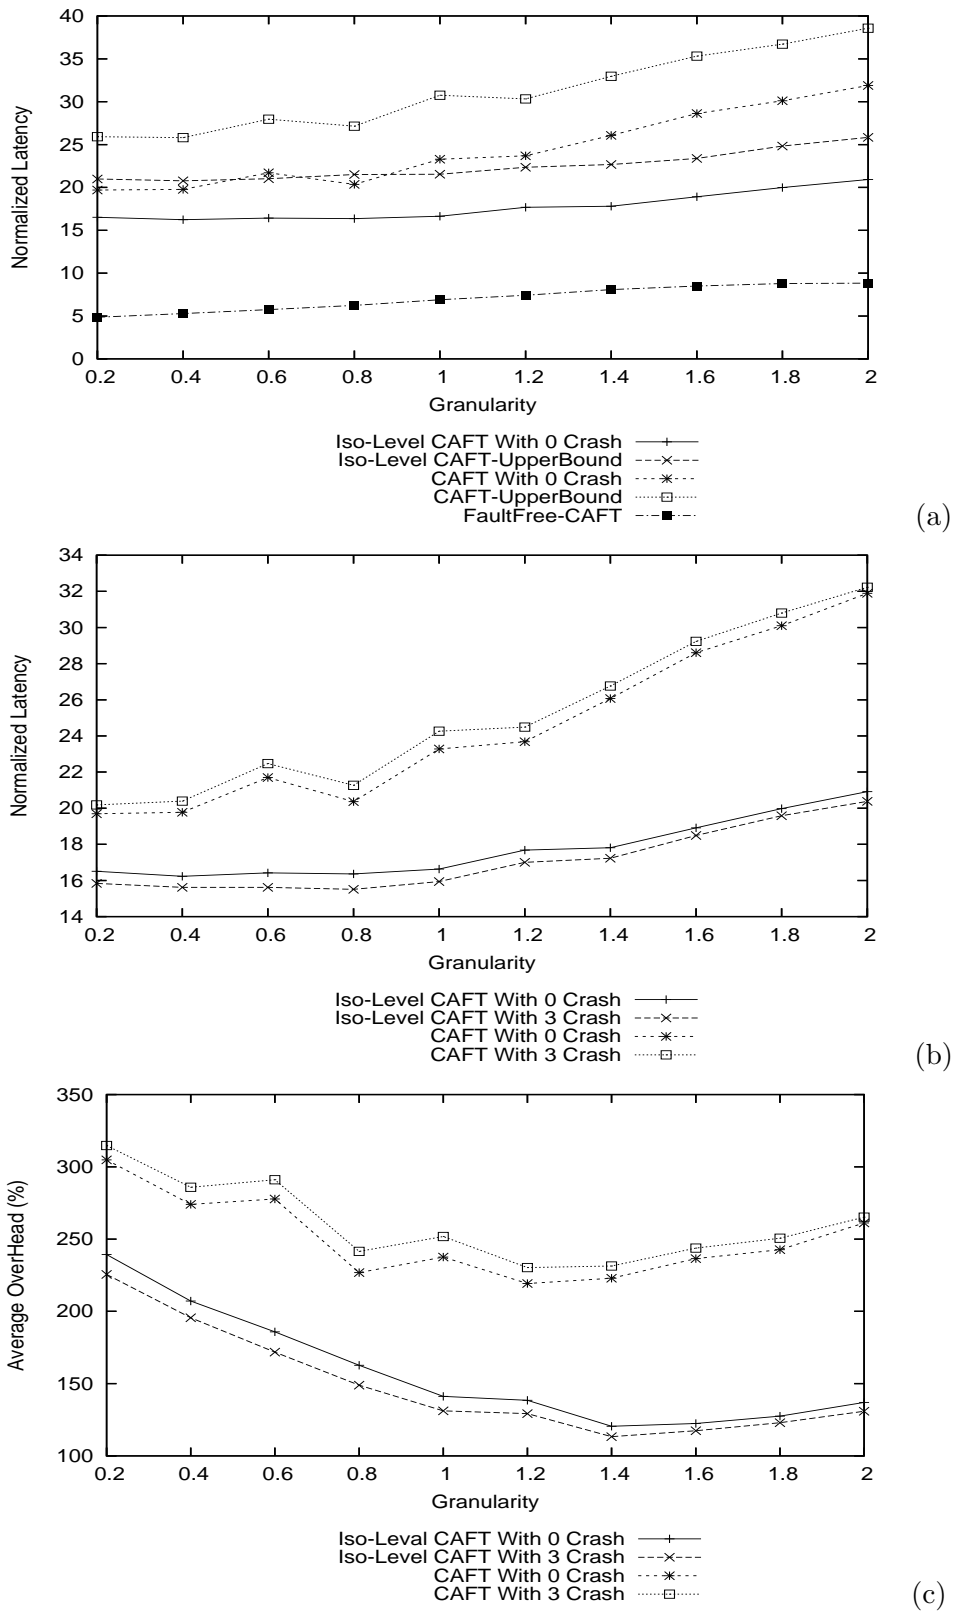 40
35
30
25
20
15
10
5
0
Normalized Latency
0.2 0.4 0.6 0.8 1 1.2 1.4 1.6 1.8 2
Granularity
Iso-Level CAFT With 0 Crash
Iso-Level CAFT-UpperBound
CAFT With 0 Crash
CAFT-UpperBound
FaultFree-CAFT
(a)
34
32
30
28
26
24
22
20
18
16
14
Normalized Latency
0.2 0.4 0.6 0.8 1 1.2 1.4 1.6 1.8 2
Granularity
Iso-Level CAFT With 0 Crash
Iso-Level CAFT With 3 Crash
CAFT With 0 Crash
CAFT With 3 Crash
(b)
350
300
250
200
150
100
Average OverHead (%)
0.2 0.4 0.6 0.8 1 1.2 1.4 1.6 1.8 2
Granularity
Iso-Leval CAFT With 0 Crash
Iso-Level CAFT With 3 Crash
CAFT With 0 Crash
CAFT With 3 Crash
(c)